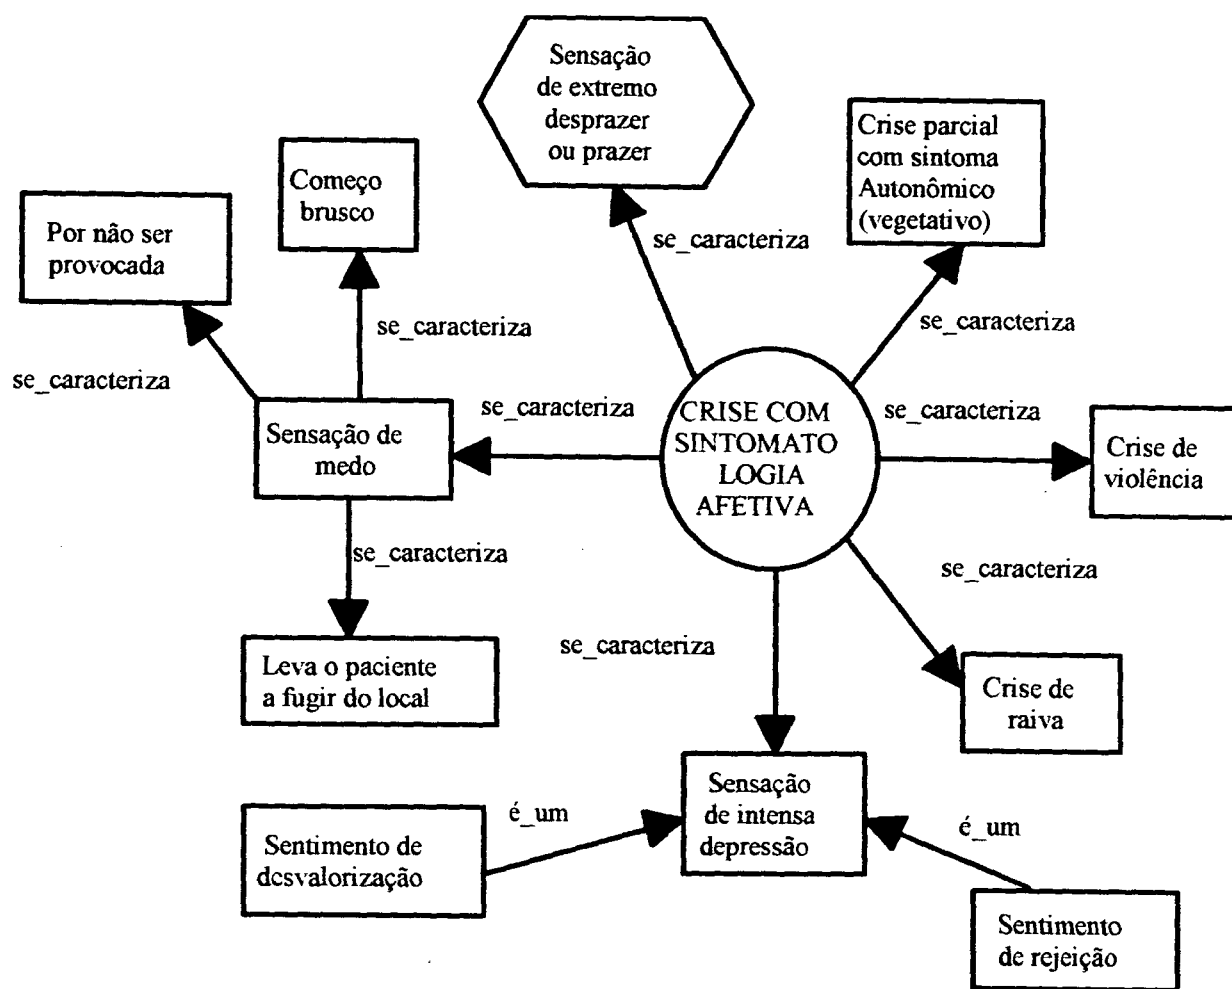 Sensação
de extremo
desprazer
ou prazer
Crise parcial
com sintoma
Autonômico
(vegetativo)
Começo
brusco
Por não ser
provocada
se_caracteriza
se_caracteriza
se_caracteriza
se_caracteriza
se_caracteriza
se_caracteriza
CRISE COM
SINTOMATO
LOGIA
AFETIVA
Sensação de
medo
Crise de
violência
se_caracteriza
se_caracteriza
se_caracteriza
Leva o paciente
a fugir do local
Crise de
raiva
Sensação
de intensa
depressão
é_um
é_um
Sentimento de
desvalorização
Sentimento
de rejeição